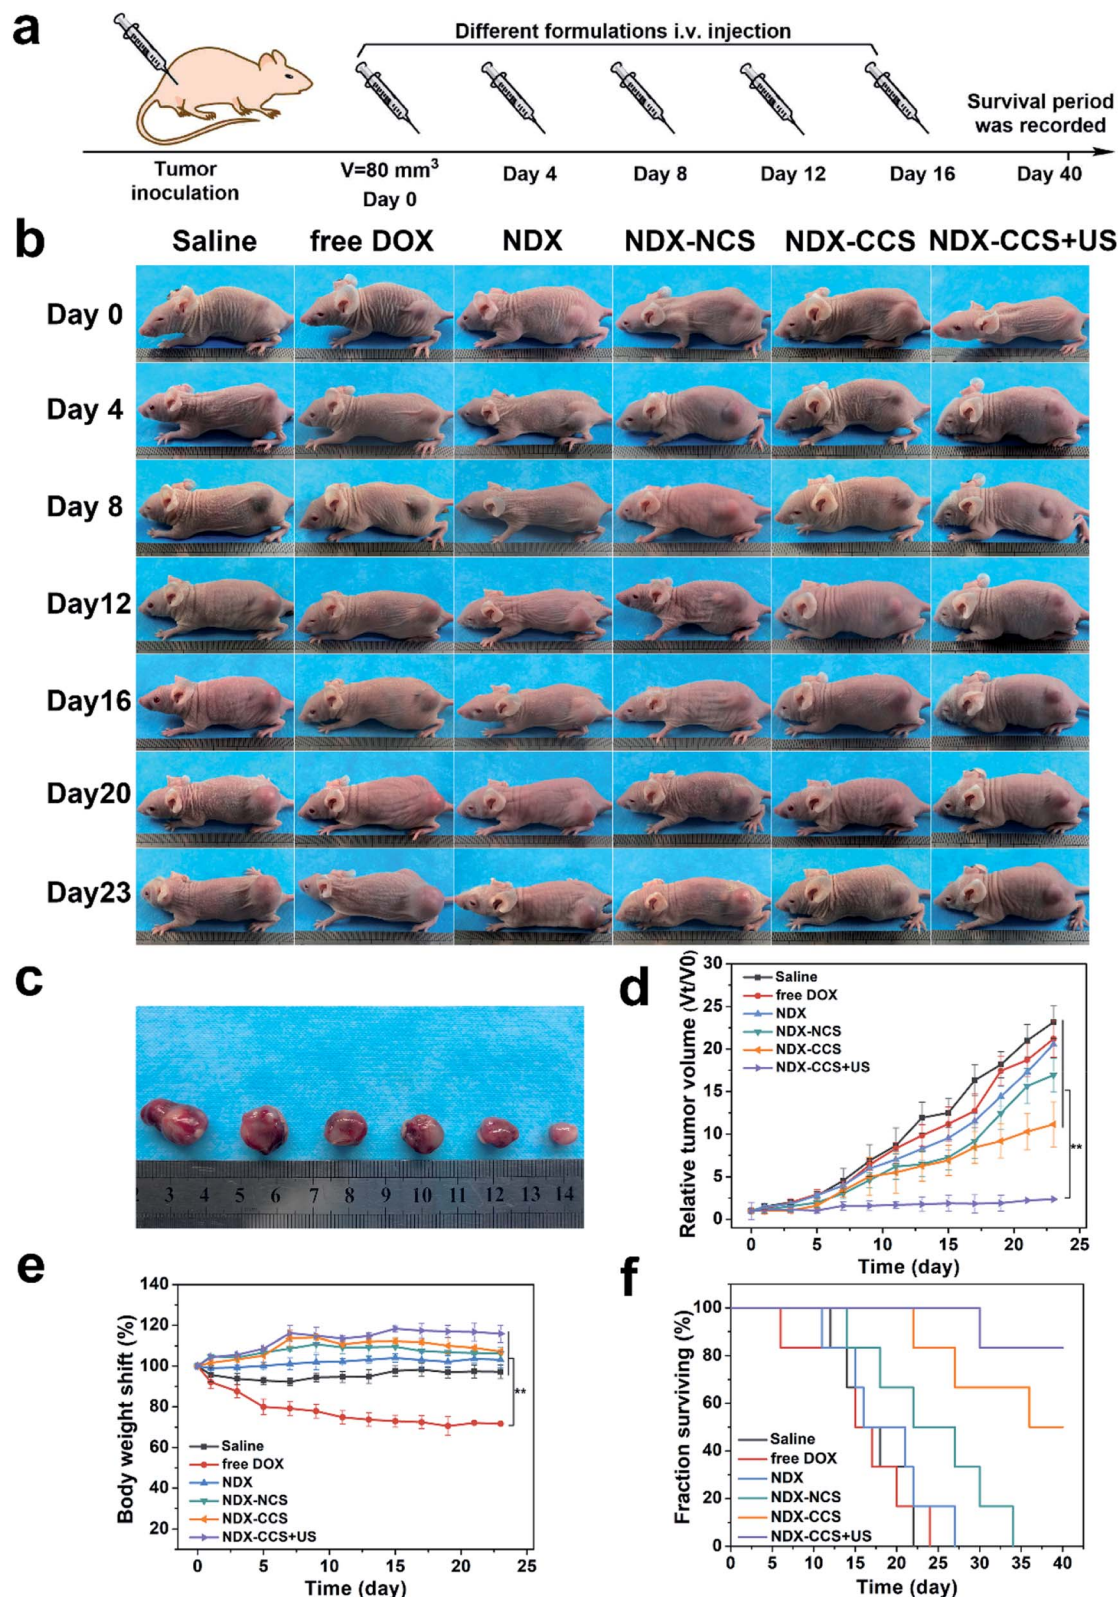 a
Different formulations i.v. injection
Survival period
was recorded
Tumor
inoculation
V=80 mm³
Day 0
Day 4
Day 8
Day 12
Day 16
Day 40
b
Saline
free DOX
NDX
NDX-NCS
NDX-CCS
NDX-CCS+US
Day 0
Day 4
Day 8
Day12
Day16
Day20
Day23
c
3 4 5 6 7 8 9 10 11 12 13 14
d
Relative tumor volume (Vt/V0)
30
25
20
15
10
5
0
Saline
free DOX
NDX
NDX-NCS
NDX-CCS
NDX-CCS+US
**
0 5 10 15 20 25
Time (day)
e
Body weight shift (%)
140
120
100
80
60
40
20
Saline
free DOX
NDX
NDX-NCS
NDX-CCS
NDX-CCS+US
**
0 5 10 15 20 25
Time (day)
f
Fraction surviving (%)
100
80
60
40
20
0
Saline
free DOX
NDX
NDX-NCS
NDX-CCS
NDX-CCS+US
0 5 10 15 20 25 30 35 40
Time (day)